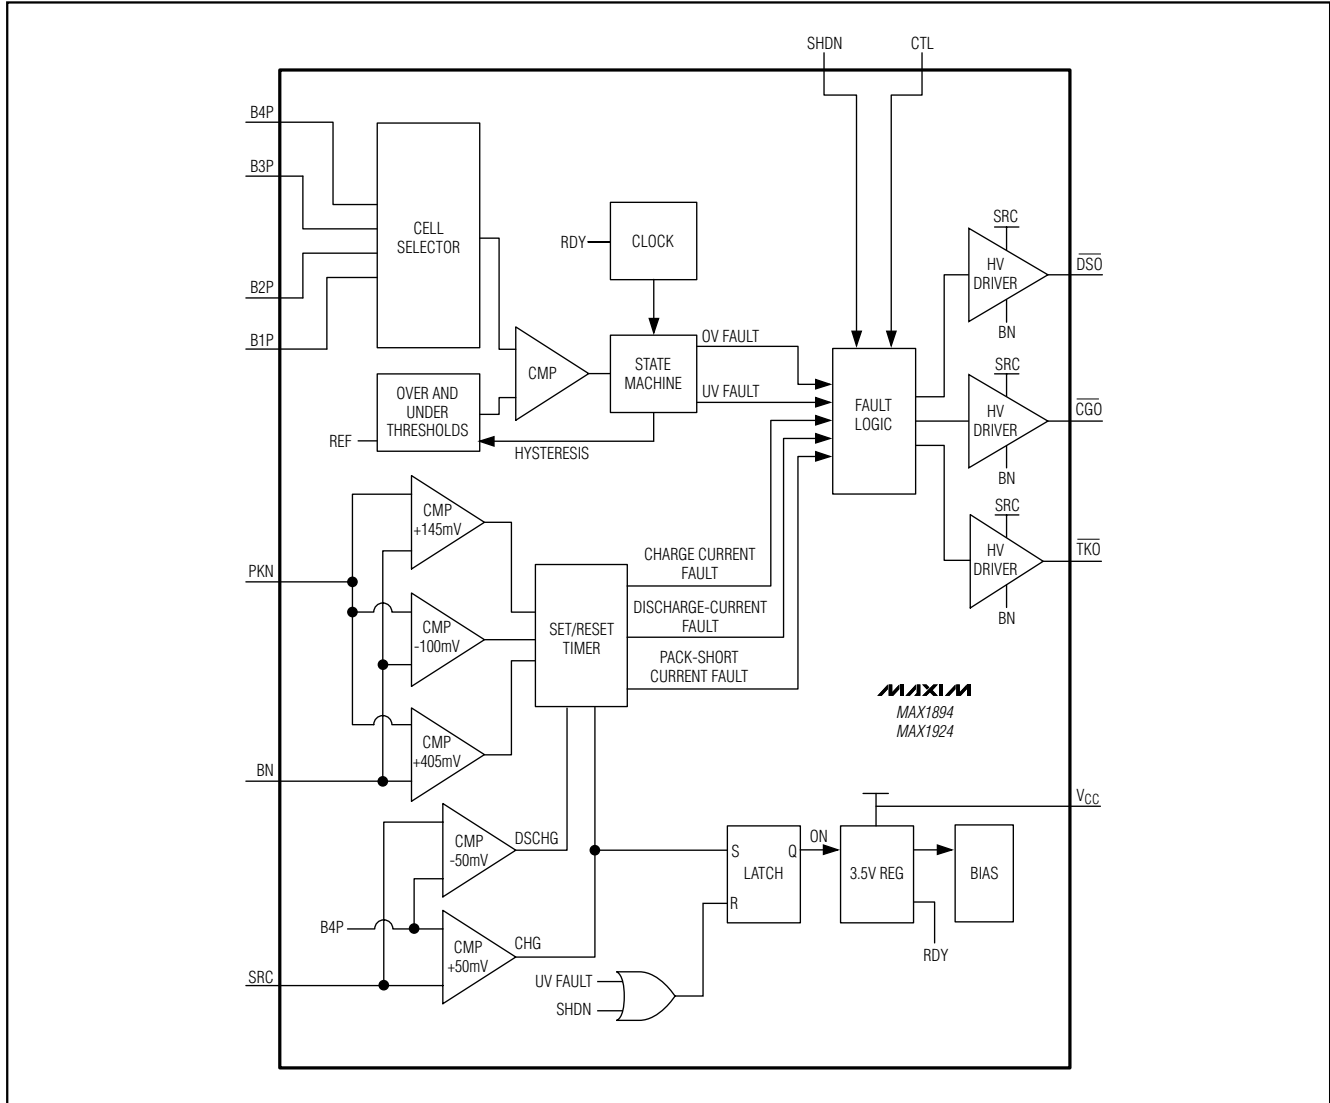 SHDN
CTL
B4P
B3P
B2P
B1P
CELL
SELECTOR
RDY
CLOCK
CMP
STATE
MACHINE
OV FAULT
UV FAULT
OVER AND
UNDER
THRESHOLDS
REF
HYSTERESIS
FAULT
LOGIC
SRC
HV
DRIVER
BN
DSO
SRC
HV
DRIVER
BN
CGO
SRC
HV
DRIVER
BN
TKO
PKN
BN
CMP
+145mV
CMP
-100mV
CMP
+405mV
SET/RESET
TIMER
CHARGE CURRENT
FAULT
DISCHARGE-CURRENT
FAULT
PACK-SHORT
CURRENT FAULT
MAXIM
MAX1894
MAX1924
CMP
-50mV
DSCHG
B4P
CMP
+50mV
CHG
SRC
S
Q
LATCH
R
ON
3.5V REG
BIAS
VCC
RDY
UV FAULT
SHDN